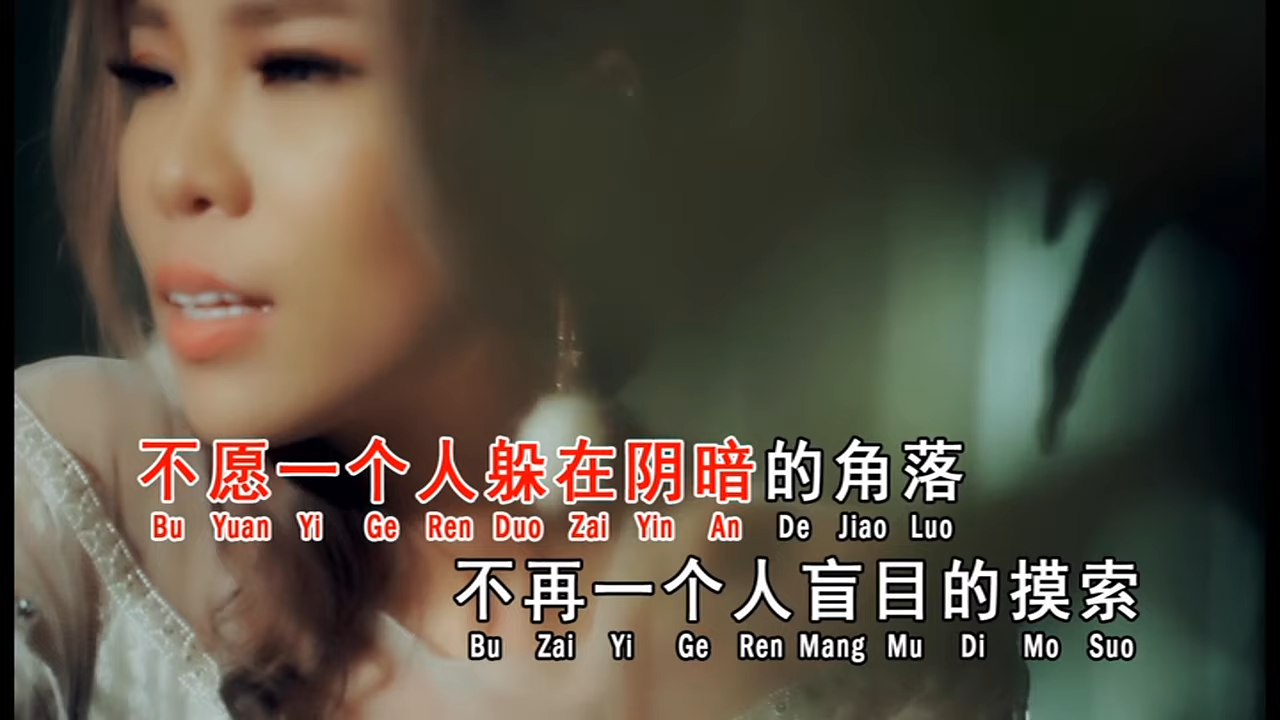 不愿一个人躲在阴暗的角落
Bu Yuan Yi Ge Ren Duo Zai Yin An De Jiao Luo
不再一个人盲目的摸索
Bu Zai Yi Ge Ren Mang Mu Di Mo Suo